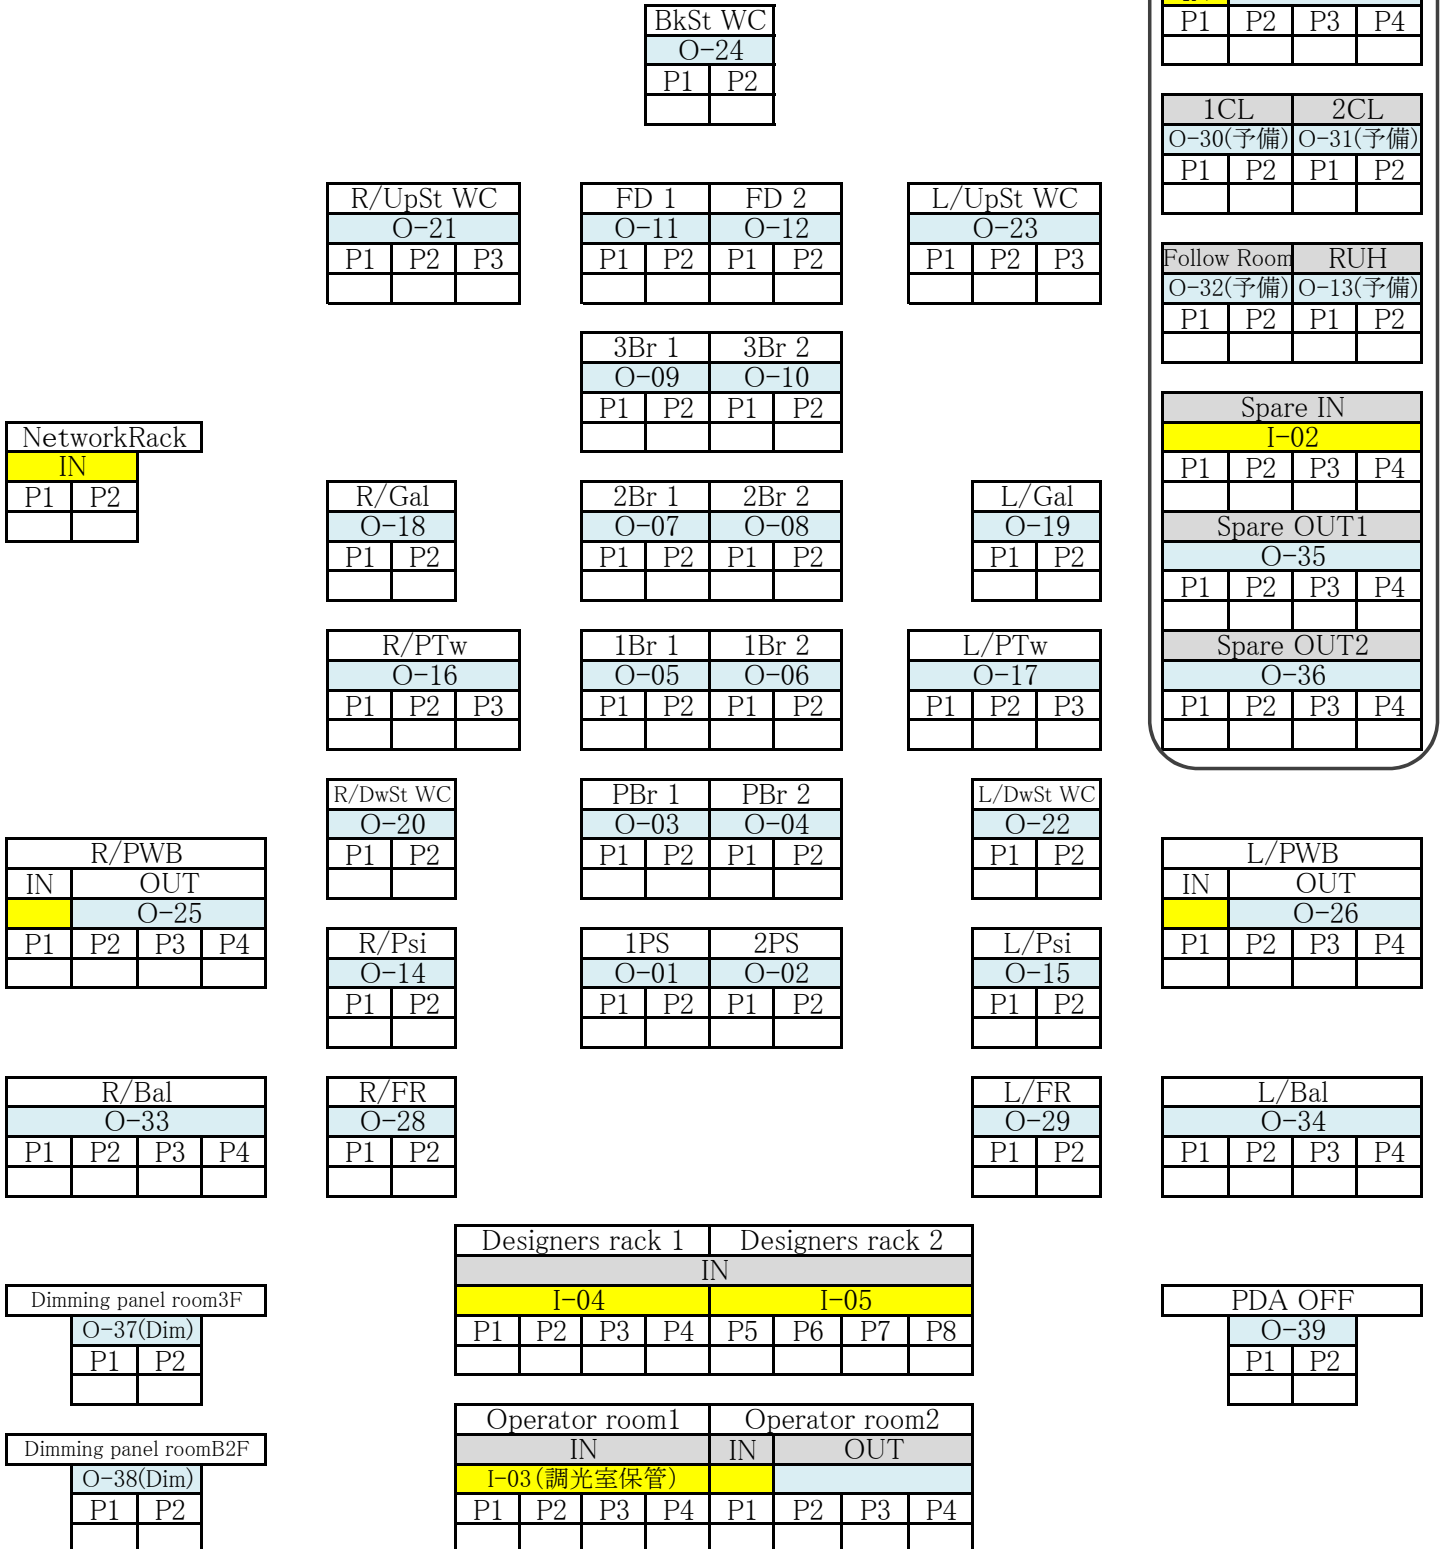 BkSt WC
O-24
P1 P2
P1 P2 P3 P4
1CL 2CL
O-30(予備) O-31(予備)
P1 P2 P1 P2
R/UpSt WC FD 1 FD 2 L/UpSt WC
O-21 O-11 O-12 O-23
P1 P2 P3 P1 P2 P1 P2 P1 P2 P3
Follow Room RUH
O-32(予備) O-13(予備)
P1 P2 P1 P2
3Br 1 3Br 2
O-09 O-10
P1 P2 P1 P2
Spare IN
I-02
P1 P2 P3 P4
NetworkRack
IN
P1 P2
R/Gal 2Br 1 2Br 2 L/Gal
O-18 O-07 O-08 O-19
P1 P2 P1 P2 P1 P2 P1 P2
Spare OUT1
O-35
P1 P2 P3 P4
R/PTw 1Br 1 1Br 2 L/PTw
O-16 O-05 O-06 O-17
P1 P2 P3 P1 P2 P1 P2 P1 P2 P3
Spare OUT2
O-36
P1 P2 P3 P4
R/DwSt WC PBr 1 PBr 2 L/DwSt WC
O-20 O-03 O-04 O-22
P1 P2 P1 P2 P1 P2 P1 P2
R/PWB
IN OUT
O-25
P1 P2 P3 P4
L/PWB
IN OUT
O-26
P1 P2 P3 P4
R/Psi 1PS 2PS L/Psi
O-14 O-01 O-02 O-15
P1 P2 P1 P2 P1 P2 P1 P2
R/Bal R/FR L/FR L/Bal
O-33 O-28 O-29 O-34
P1 P2 P3 P4 P1 P2 P1 P2 P1 P2 P3 P4
Designers rack 1 Designers rack 2
IN
I-04 I-05
P1 P2 P3 P4 P5 P6 P7 P8
Dimming panel room3F
O-37(Dim)
P1 P2
PDA OFF
O-39
P1 P2
Operator room1 Operator room2
IN IN OUT
I-03(調光室保管)
P1 P2 P3 P4 P1 P2 P3 P4
Dimming panel roomB2F
O-38(Dim)
P1 P2